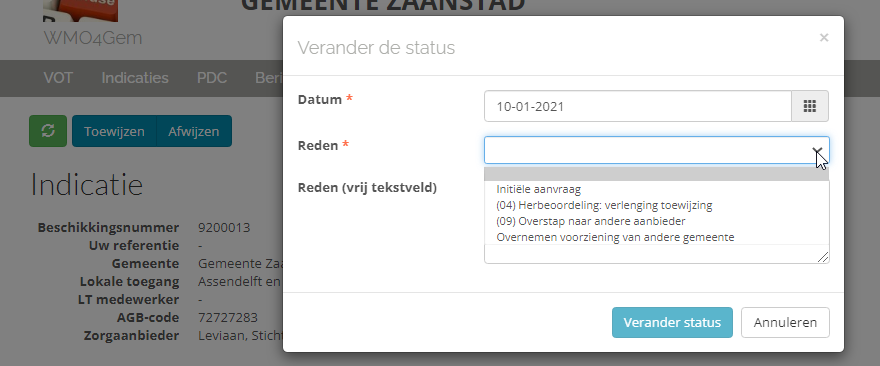 GEMEENTE ZAANSTAD
WMO4Gem
VOT Indicaties PDC Beri
Toewijzen Afwijzen
Indicatie
Beschikkingsnummer 9200013
Uw referentie -
Gemeente Gemeente Zaa
Lokale toegang Assendelft en
LT medewerker -
AGB-code 72727283
Zorgaanbieder Leviaan, Sticht
Verander de status ×
Datum * 10-01-2021
Reden *
Reden (vrij tekstveld)
Initiële aanvraag
(04) Herbeoordeling: verlenging toewijzing
(09) Overstap naar andere aanbieder
Overnemen voorziening van andere gemeente
Verander status Annuleren